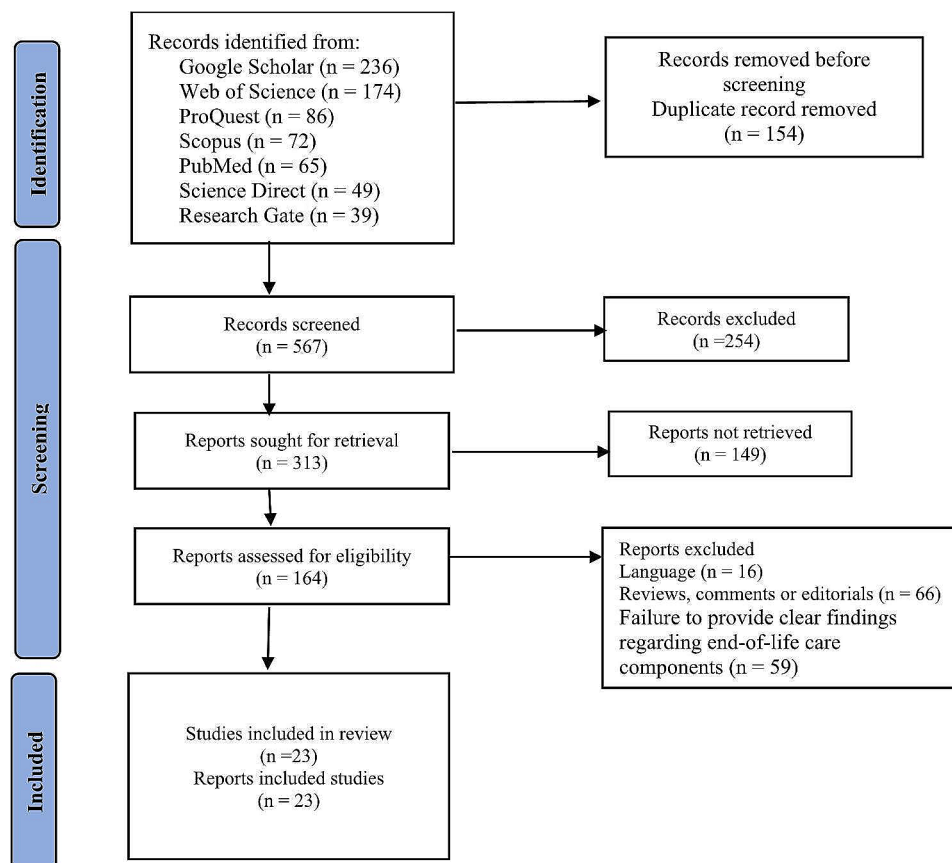 Identification
Records identified from:
Google Scholar (n = 236)
Web of Science (n = 174)
ProQuest (n = 86)
Scopus (n = 72)
PubMed (n = 65)
Science Direct (n = 49)
Research Gate (n = 39)
Records removed before
screening
Duplicate record removed
(n = 154)
Screening
Records screened
(n = 567)
Records excluded
(n =254)
Reports sought for retrieval
(n = 313)
Reports not retrieved
(n = 149)
Reports assessed for eligibility
(n = 164)
Reports excluded
Language (n = 16)
Reviews, comments or editorials (n = 66)
Failure to provide clear findings
regarding end-of-life care
components (n = 59)
Included
Studies included in review
(n =23)
Reports included studies
(n = 23)